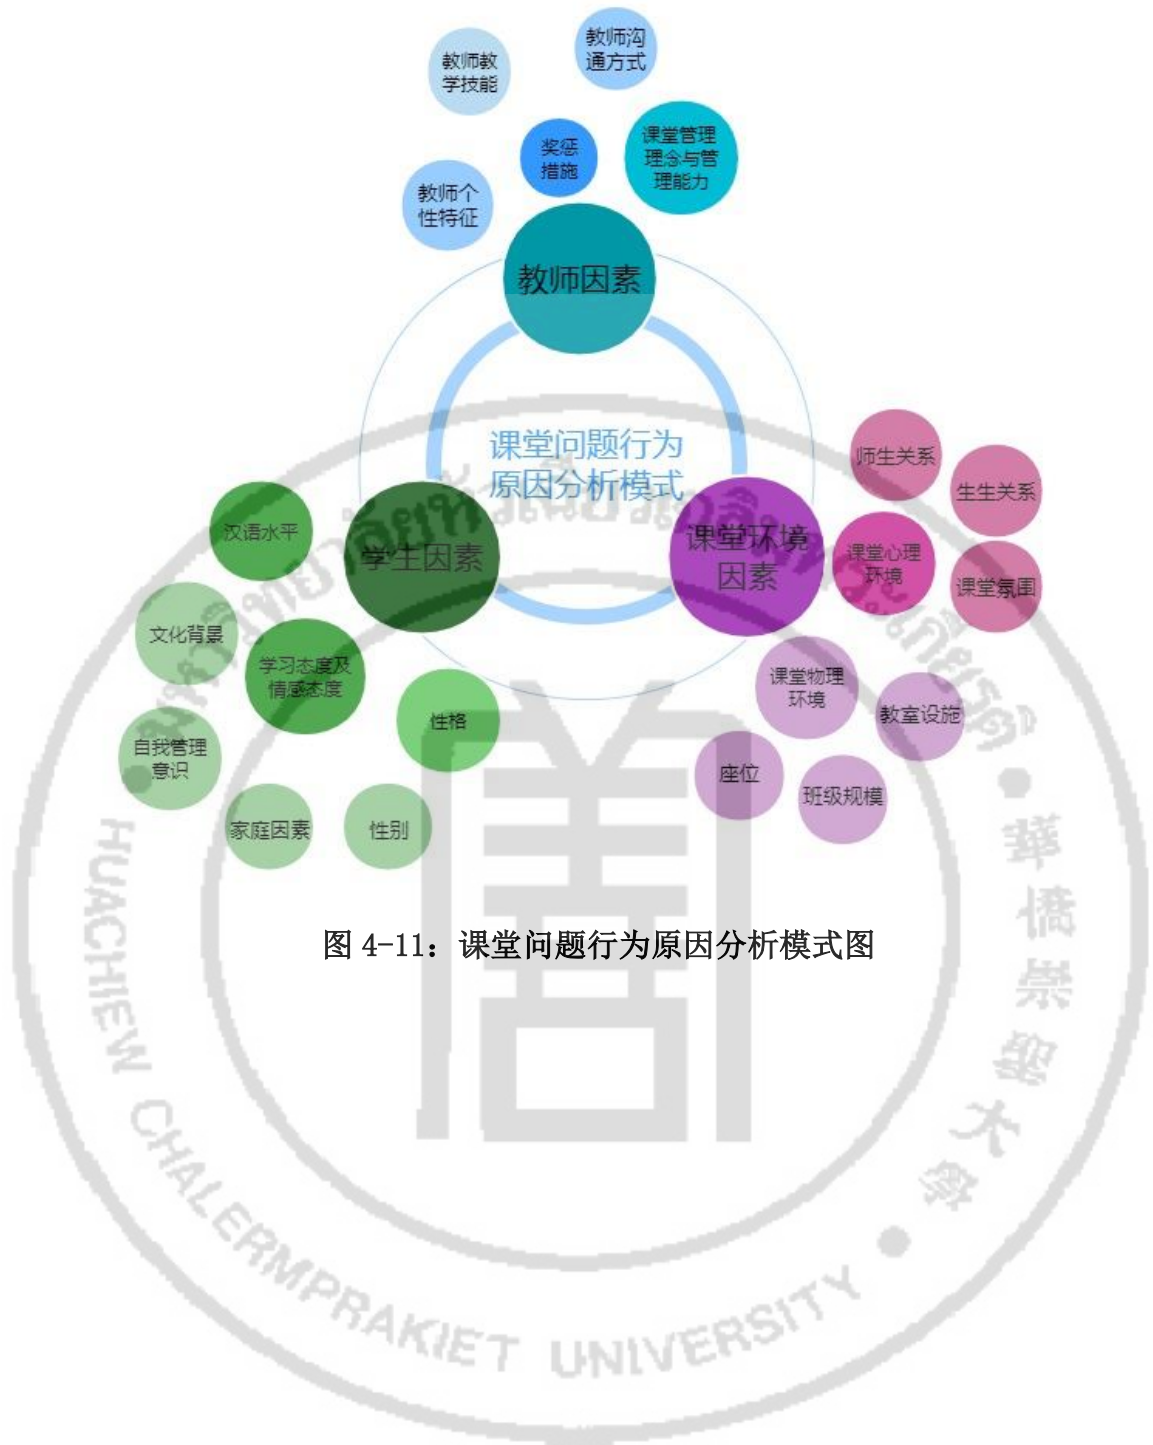 教师沟
通方式
教师教
学技能
奖惩
措施
课堂管理
理念与管
理能力
教师个
性特征
教师因素
课堂问题行为
原因分析模式
师生关系
生生关系
汉语水平
学生因素
课堂环境
因素
课堂心理
环境
课堂氛围
文化背景
学习态度及
情感态度
性格
课堂物理
环境
教室设施
自我管理
意识
座位
班级规模
家庭因素
性别
图 4-11：课堂问题行为原因分析模式图
HUACHIEW CHALERMPRAKIET UNIVERSITY
華僑崇聖大學